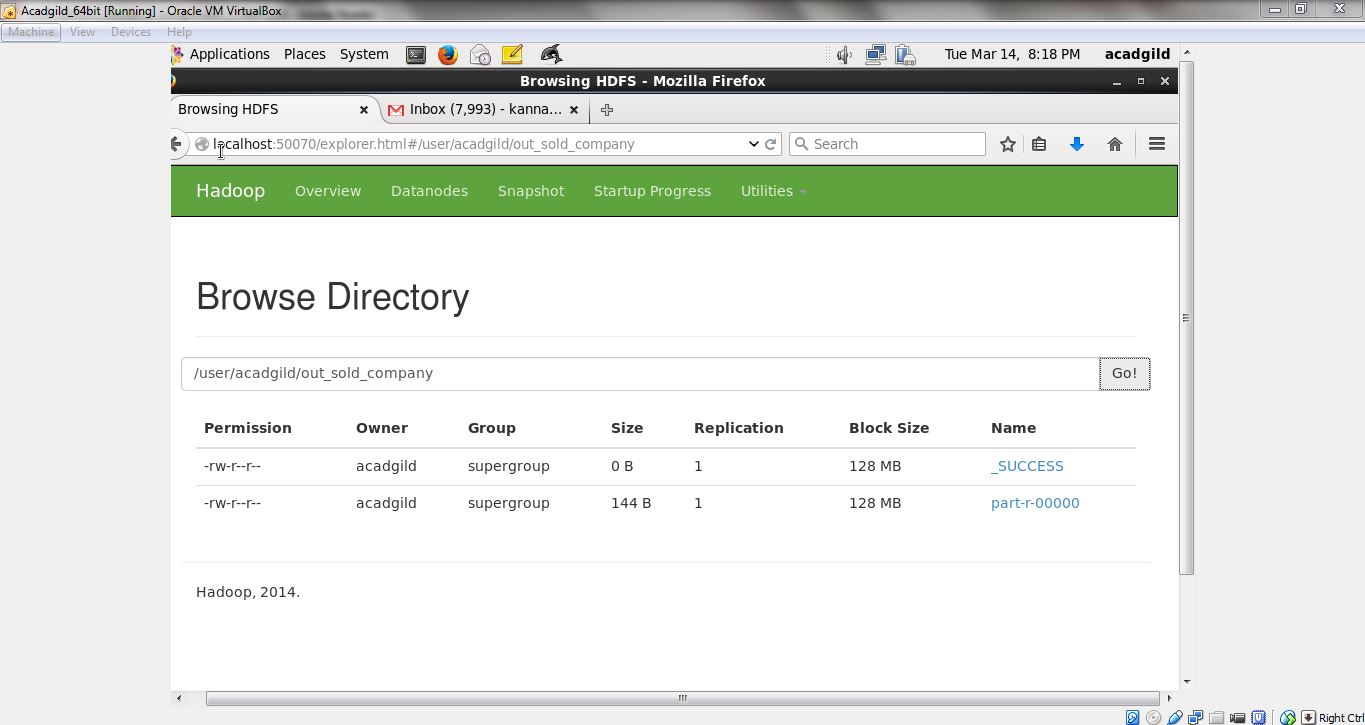 Acadgild_64bit [Running] - Oracle VM VirtualBox
Machine View Devices Help
Applications Places System Tue Mar 14, 8:18 PM acadgild
Browsing HDFS - Mozilla Firefox
Browsing HDFS Inbox (7,993) - kanna...
localhost:50070/explorer.html#/user/acadgild/out_sold_company Search
Hadoop Overview Datanodes Snapshot Startup Progress Utilities
Browse Directory
/user/acadgild/out_sold_company Go!
Permission Owner Group Size Replication Block Size Name
-rw-r--r-- acadgild supergroup 0 B 1 128 MB _SUCCESS
-rw-r--r-- acadgild supergroup 144 B 1 128 MB part-r-00000
Hadoop, 2014.
Right Ctrl